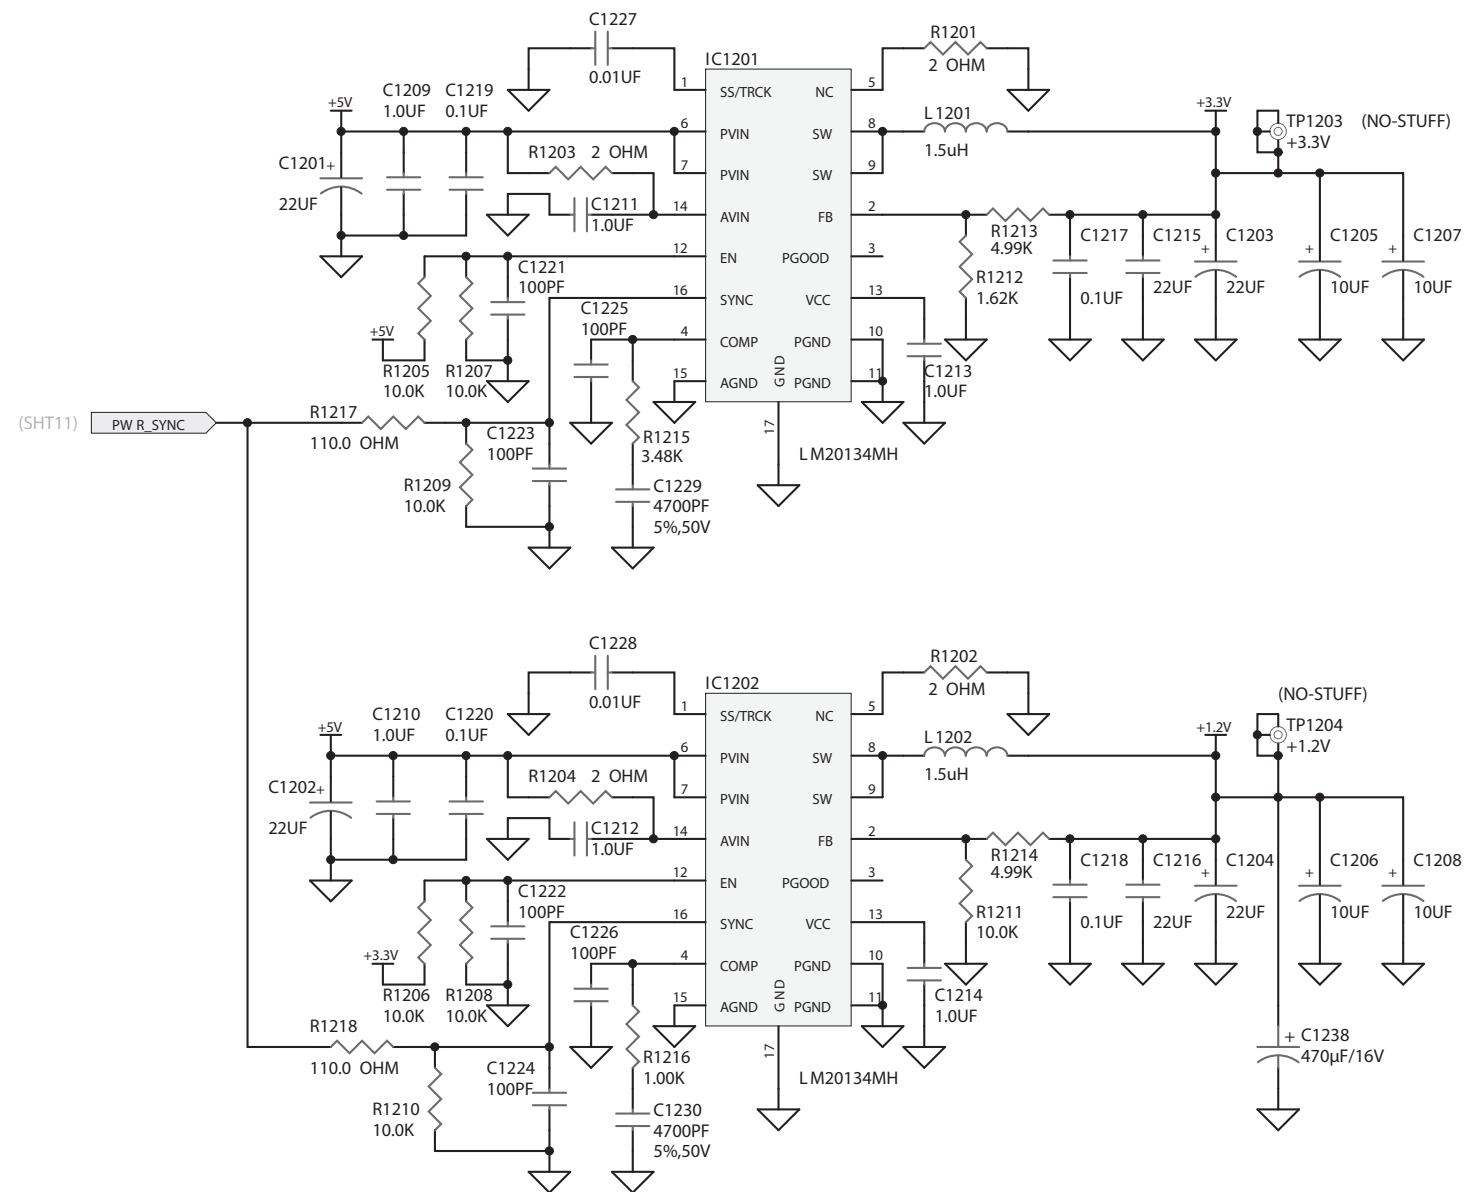 C1227
0.01UF
R1201
2 OHM
IC1201
1
SS/TRCK
NC
5
C1209
1.0UF
C1219
0.1UF
+5V
6
PVIN
SW
8
L1201
1.5uH
+3.3V
TP1203
+3.3V
(NO-STUFF)
C1201
+
22UF
R1203
2 OHM
7
PVIN
SW
9
C1211
1.0UF
14
AVIN
FB
2
R1213
4.99K
C1217
0.1UF
C1215
22UF
C1203
+
22UF
C1205
+
10UF
C1207
+
10UF
12
EN
PGOOD
3
R1212
1.62K
C1221
100PF
16
SYNC
VCC
13
C1225
100PF
4
COMP
PGND
10
+5V
R1205
10.0K
R1207
10.0K
15
AGND
GND
PGND
11
C1213
1.0UF
17
LM20134MH
(SHT11)
PW R_SYNC
R1217
110.0 OHM
C1223
100PF
R1209
10.0K
R1215
3.48K
C1229
4700PF
5%,50V
C1228
0.01UF
R1202
2 OHM
IC1202
1
SS/TRCK
NC
5
(NO-STUFF)
C1210
1.0UF
C1220
0.1UF
+5V
6
PVIN
SW
8
L1202
1.5uH
+1.2V
TP1204
+1.2V
C1202
+
22UF
R1204
2 OHM
7
PVIN
SW
9
C1212
1.0UF
14
AVIN
FB
2
R1214
4.99K
C1218
0.1UF
C1216
22UF
C1204
+
22UF
C1206
+
10UF
C1208
+
10UF
12
EN
PGOOD
3
R1211
10.0K
C1222
100PF
16
SYNC
VCC
13
C1226
100PF
4
COMP
PGND
10
+3.3V
R1206
10.0K
R1208
10.0K
15
AGND
GND
PGND
11
C1214
1.0UF
17
LM20134MH
R1218
110.0 OHM
C1224
100PF
R1210
10.0K
R1216
1.00K
C1230
4700PF
5%,50V
+
C1238
470µF/16V